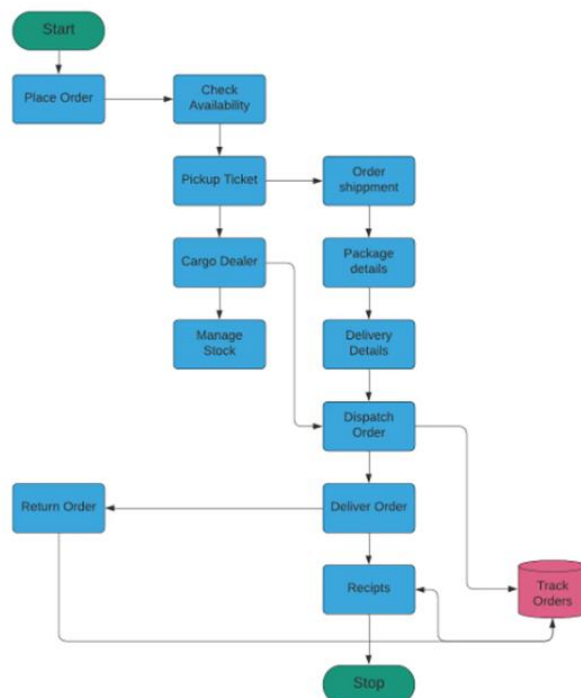 Start
Place Order
Check
Availability
Pickup Ticket
Order
shippment
Cargo Dealer
Package
details
Manage
Stock
Delivery
Details
Dispatch
Order
Return Order
Deliver Order
Recipts
Track
Orders
Stop